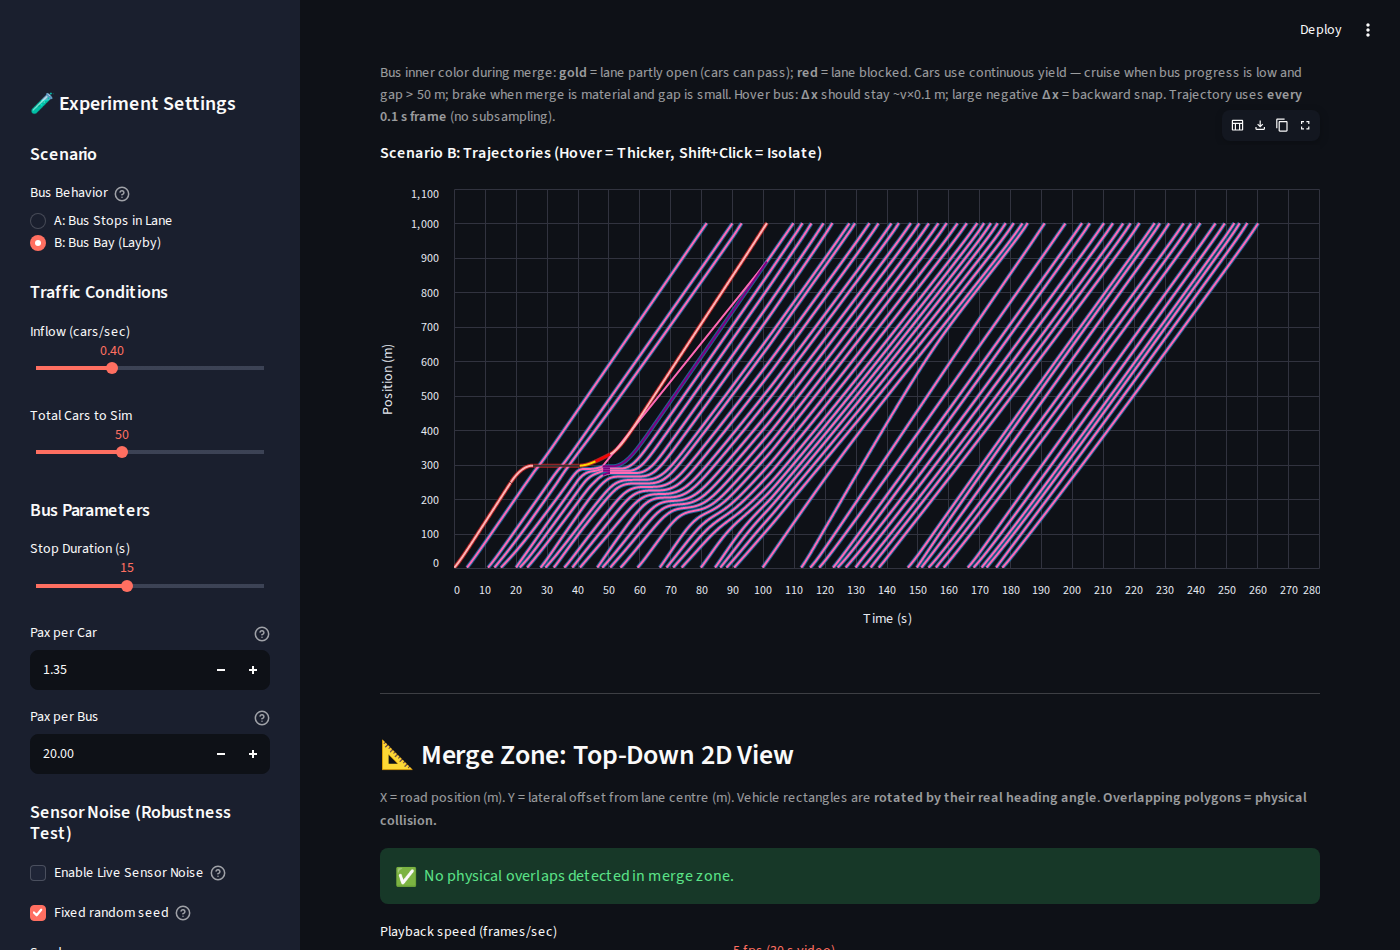 Deploy
Experiment Settings
Scenario
Bus Behavior
A: Bus Stops in Lane
B: Bus Bay (Layby)
Traffic Conditions
Inflow (cars/sec)
0.40
Total Cars to Sim
50
Bus Parameters
Stop Duration (s)
15
Pax per Car
1.35
Pax per Bus
20.00
Sensor Noise (Robustness
Test)
Enable Live Sensor Noise
Fixed random seed
Bus inner color during merge: gold = lane partly open (cars can pass); red = lane blocked. Cars use continuous yield — cruise when bus progress is low and
gap > 50 m; brake when merge is material and gap is small. Hover bus: Δx should stay ~v×0.1 m; large negative Δx = backward snap. Trajectory uses every
0.1 s frame (no subsampling).
Scenario B: Trajectories (Hover = Thicker, Shift+Click = Isolate)
1,100
1,000
900
800
700
600
500
400
300
200
100
0
Position (m)
0 10 20 30 40 50 60 70 80 90 100 110 120 130 140 150 160 170 180 190 200 210 220 230 240 250 260 270 280
Time (s)
Merge Zone: Top-Down 2D View
X = road position (m). Y = lateral offset from lane centre (m). Vehicle rectangles are rotated by their real heading angle. Overlapping polygons = physical
collision.
No physical overlaps detected in merge zone.
Playback speed (frames/sec)